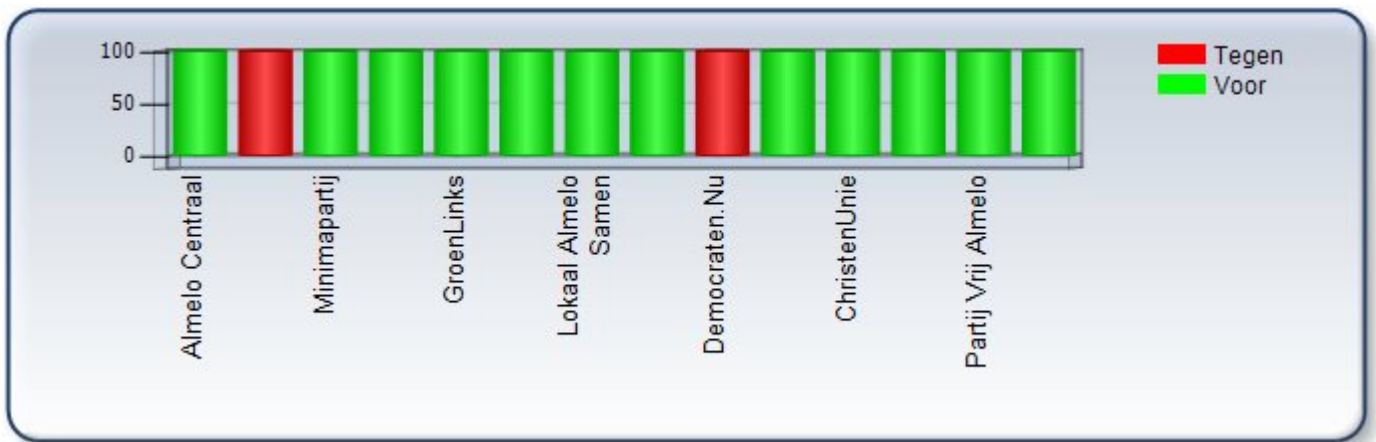 100
50
0
Tegen
Voor
Almelo Centraal
Minimapartij
GroenLinks
Lokaal Almelo
Samen
Democraten.Nu
ChristenUnie
Partij Vrij Almelo